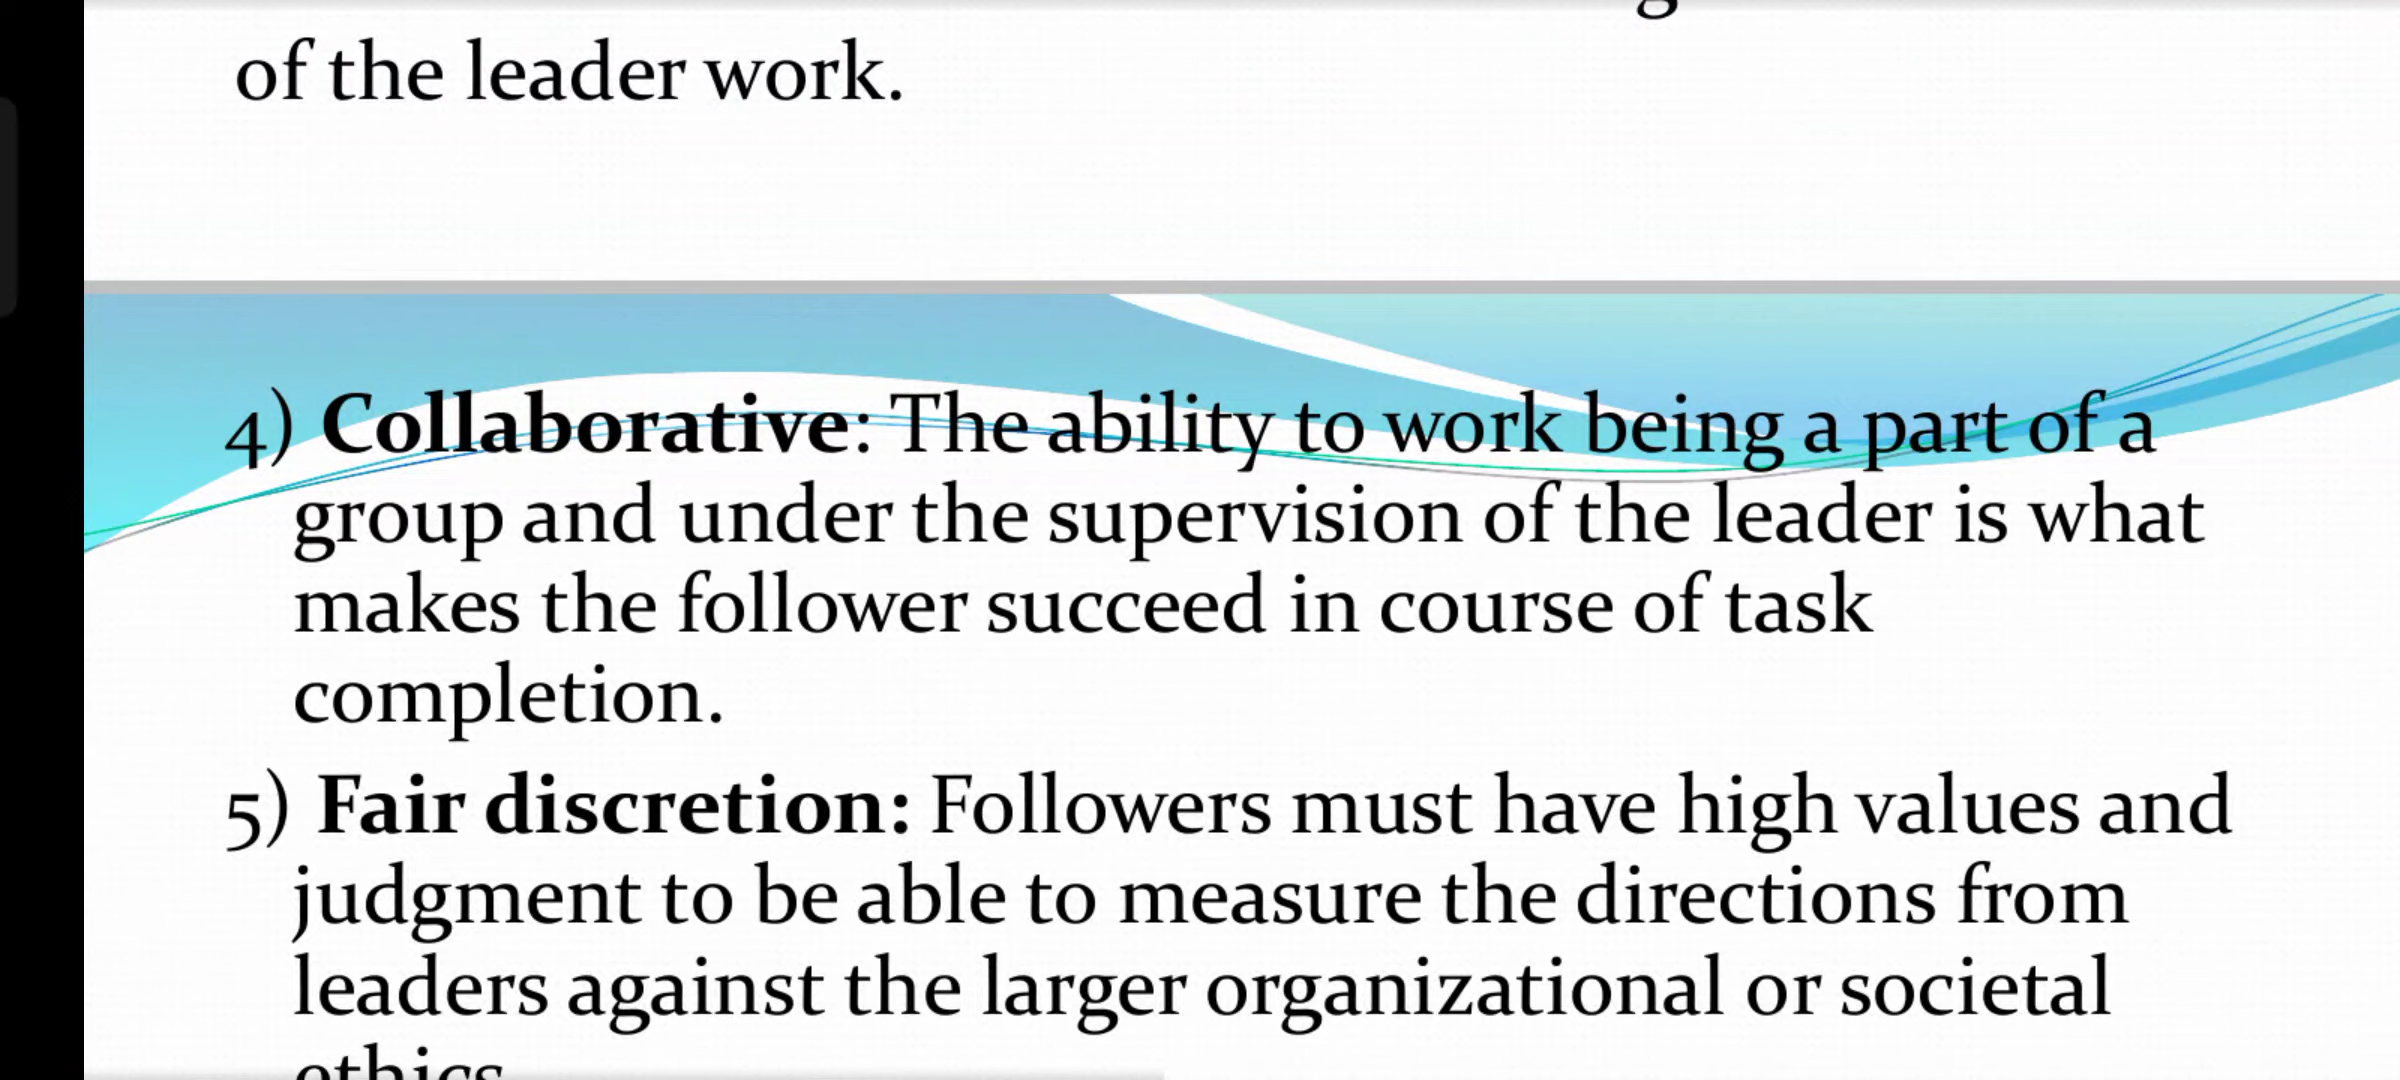 of the leader work.
4) Collaborative: The ability to work being a part of a
group and under the supervision of the leader is what
makes the follower succeed in course of task
completion.
5) Fair discretion: Followers must have high values and
judgment to be able to measure the directions from
leaders against the larger organizational or societal
ethics